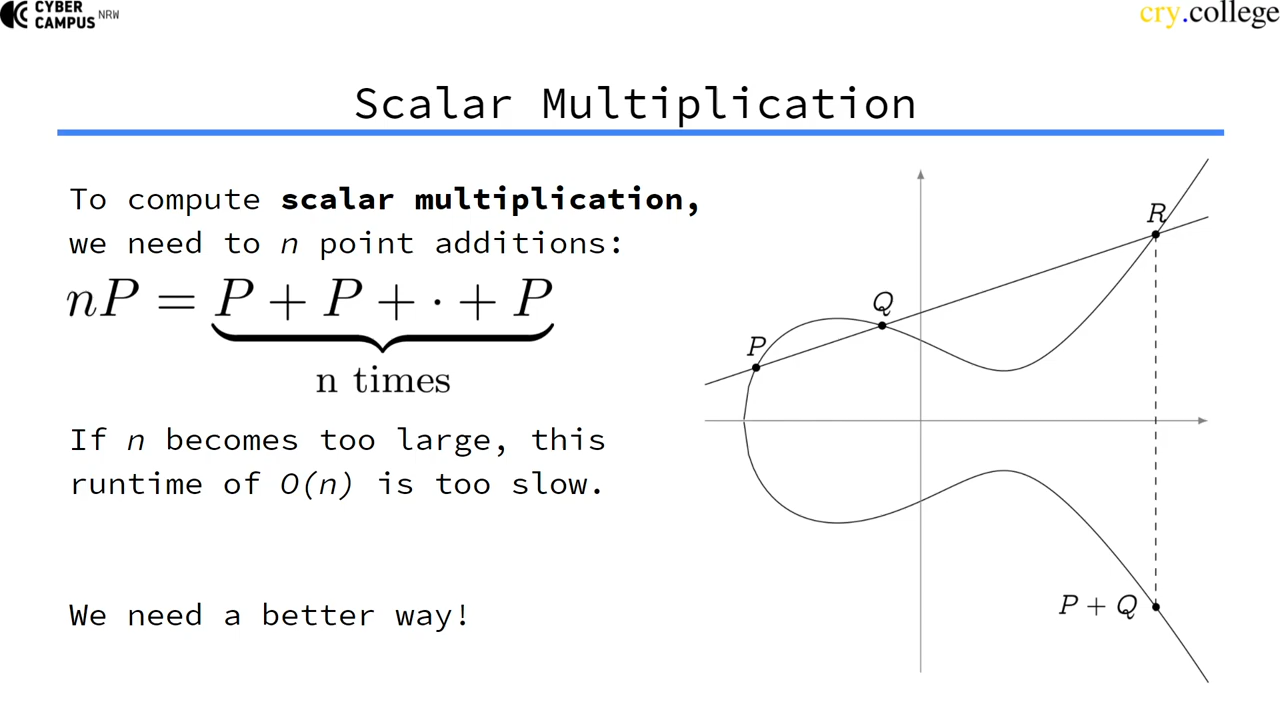 CYBER
CAMPUS NRW
cry.college
Scalar Multiplication
To compute scalar multiplication,
we need to n point additions:
nP = P + P + · + P
n times
If n becomes too large, this
runtime of O(n) is too slow.
We need a better way!
R
Q
P
P + Q